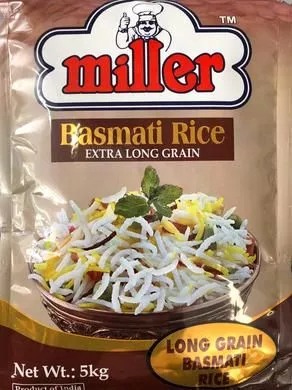 TM
miller
Basmati Rice
EXTRA LONG GRAIN
Net Wt.: 5kg
Product of India
LONG GRAIN
BASMATI
RICE